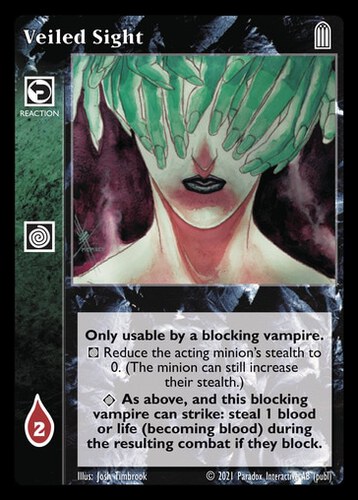 Veiled Sight
REACTION
Only usable by a blocking vampire.
Reduce the acting minion's stealth to
0. (The minion can still increase
their stealth.)
As above, and this blocking
vampire can strike: steal 1 blood
or life (becoming blood) during
the resulting combat if they block.
2
Illus: Josh Timbrook © 2021 Paradox Interactive AB (publ)